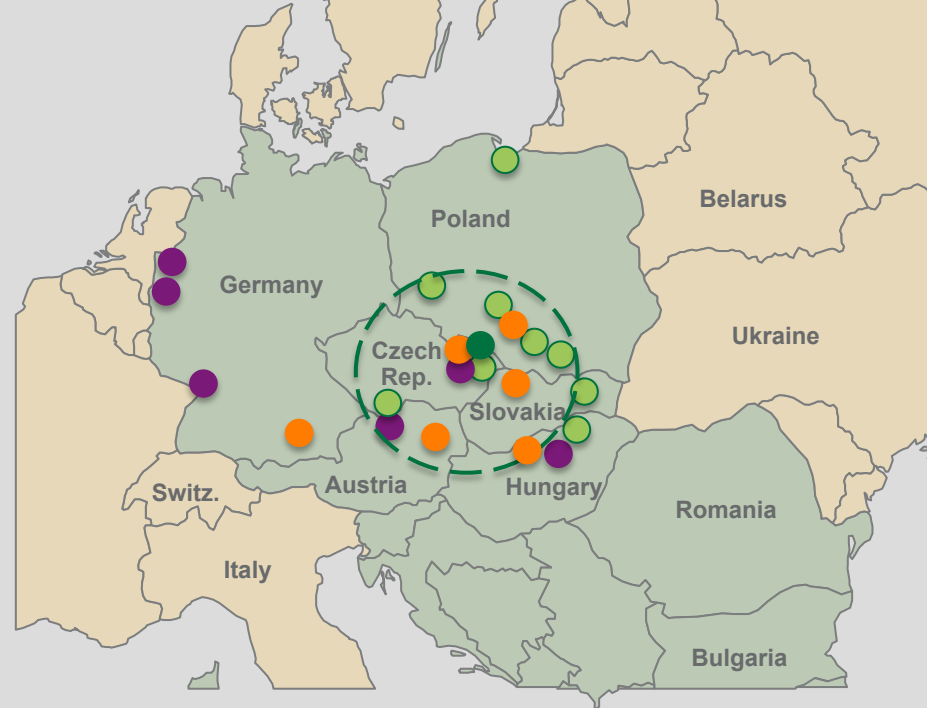 Belarus
Poland
Germany
Ukraine
Czech
Rep.
Slovakia
Austria
Hungary
Switz.
Romania
Italy
Bulgaria